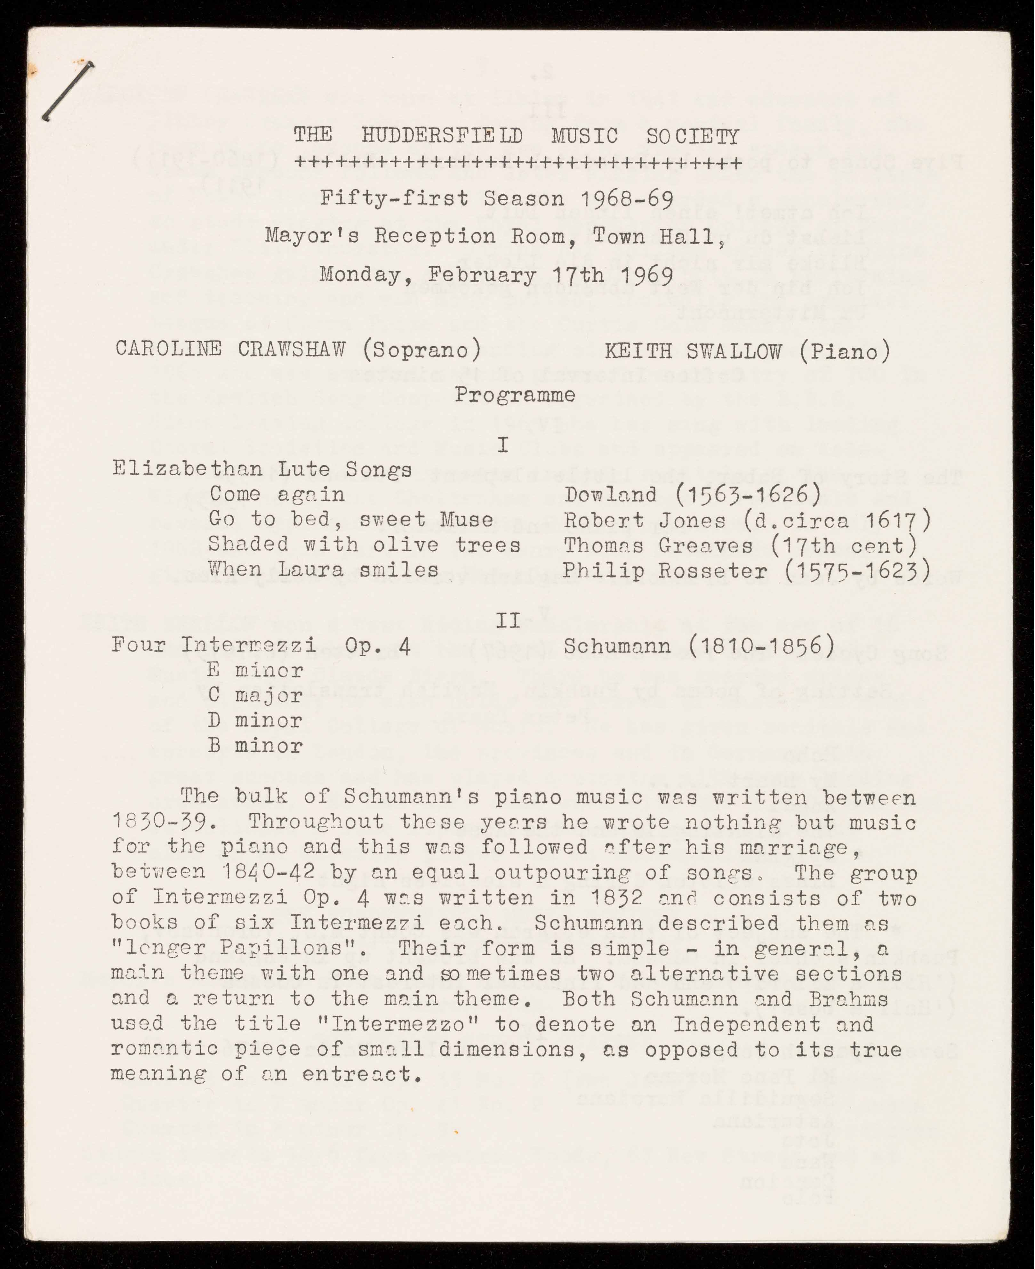 THE HUDDERSFIELD MUSIC SOCIETY
++++++++++++++++++++++++++++++++++
Fifty-first Season 1968-69
Mayor's Reception Room, Town Hall,
Monday, February 17th 1969
CAROLINE CRAWSHAW (Soprano) KEITH SWALLOW (Piano)
Programme
I
Elizabethan Lute Songs
Come again Dowland (1563-1626)
Go to bed, sweet Muse Robert Jones (d.circa 1617)
Shaded with olive trees Thomas Greaves (17th cent)
When Laura smiles Philip Rosseter (1575-1623)
II
Four Intermezzi Op. 4 Schumann (1810-1856)
E minor
C major
D minor
B minor
The bulk of Schumann's piano music was written between
1830-39. Throughout these years he wrote nothing but music
for the piano and this was followed after his marriage,
between 1840-42 by an equal outpouring of songs. The group
of Intermezzi Op. 4 was written in 1832 and consists of two
books of six Intermezzi each. Schumann described them as
"longer Papillons". Their form is simple - in general, a
main theme with one and sometimes two alternative sections
and a return to the main theme. Both Schumann and Brahms
used the title "Intermezzo" to denote an Independent and
romantic piece of small dimensions, as opposed to its true
meaning of an entreact.